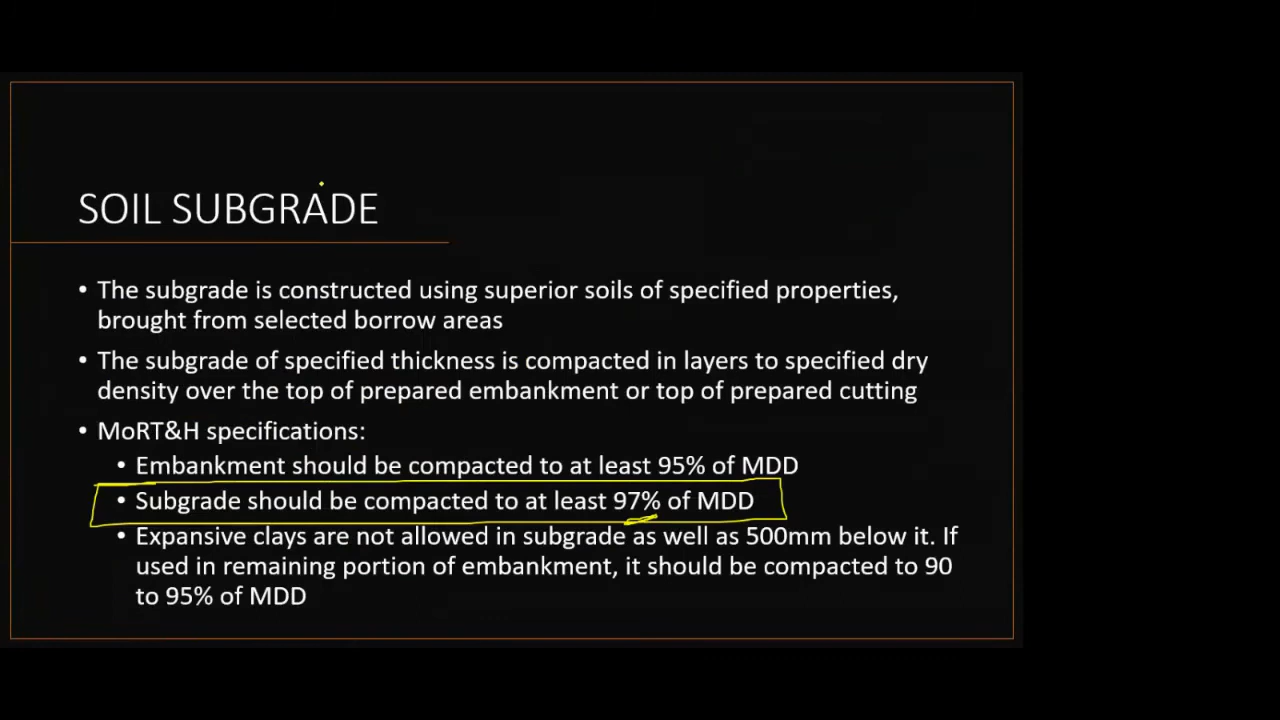 SOIL SUBGRADE
• The subgrade is constructed using superior soils of specified properties,
brought from selected borrow areas
• The subgrade of specified thickness is compacted in layers to specified dry
density over the top of prepared embankment or top of prepared cutting
• MoRT&H specifications:
• Embankment should be compacted to at least 95% of MDD
• Subgrade should be compacted to at least 97% of MDD
• Expansive clays are not allowed in subgrade as well as 500mm below it. If
used in remaining portion of embankment, it should be compacted to 90
to 95% of MDD